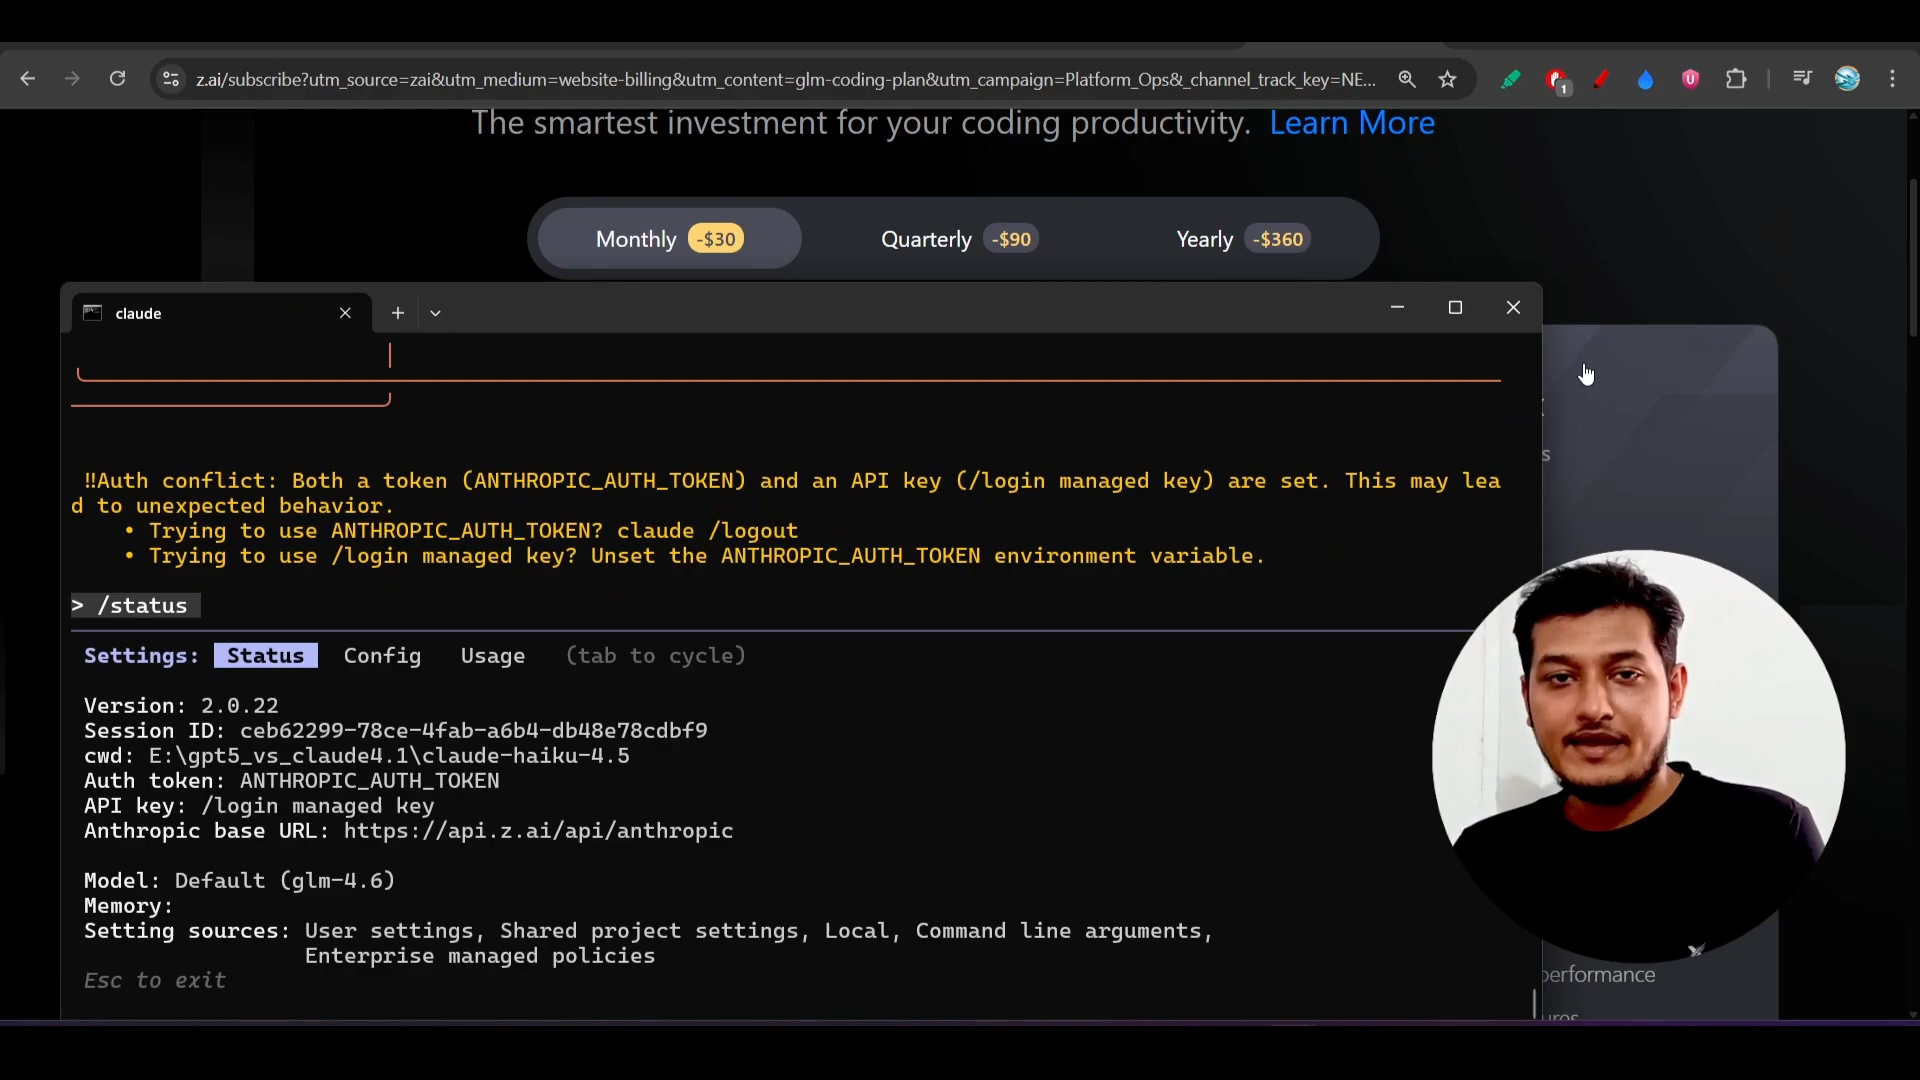 z.ai/subscribe?utm_source=zai&utm_medium=website-billing&utm_content=glm-coding-plan&utm_campaign=Platform_Ops&_channel_track_key=NE...
1
The smartest investment for your coding productivity. Learn More
Monthly -$30 Quarterly -$90 Yearly -$360
claude
!!Auth conflict: Both a token (ANTHROPIC_AUTH_TOKEN) and an API key (/login managed key) are set. This may lea
d to unexpected behavior.
• Trying to use ANTHROPIC_AUTH_TOKEN? claude /logout
• Trying to use /login managed key? Unset the ANTHROPIC_AUTH_TOKEN environment variable.
> /status
Settings: Status Config Usage (tab to cycle)
Version: 2.0.22
Session ID: ceb62299-78ce-4fab-a6b4-db48e78cdbf9
cwd: E:\gpt5_vs_claude4.1\claude-haiku-4.5
Auth token: ANTHROPIC_AUTH_TOKEN
API key: /login managed key
Anthropic base URL: https://api.z.ai/api/anthropic
Model: Default (glm-4.6)
Memory:
Setting sources: User settings, Shared project settings, Local, Command line arguments,
Enterprise managed policies
Esc to exit
performance